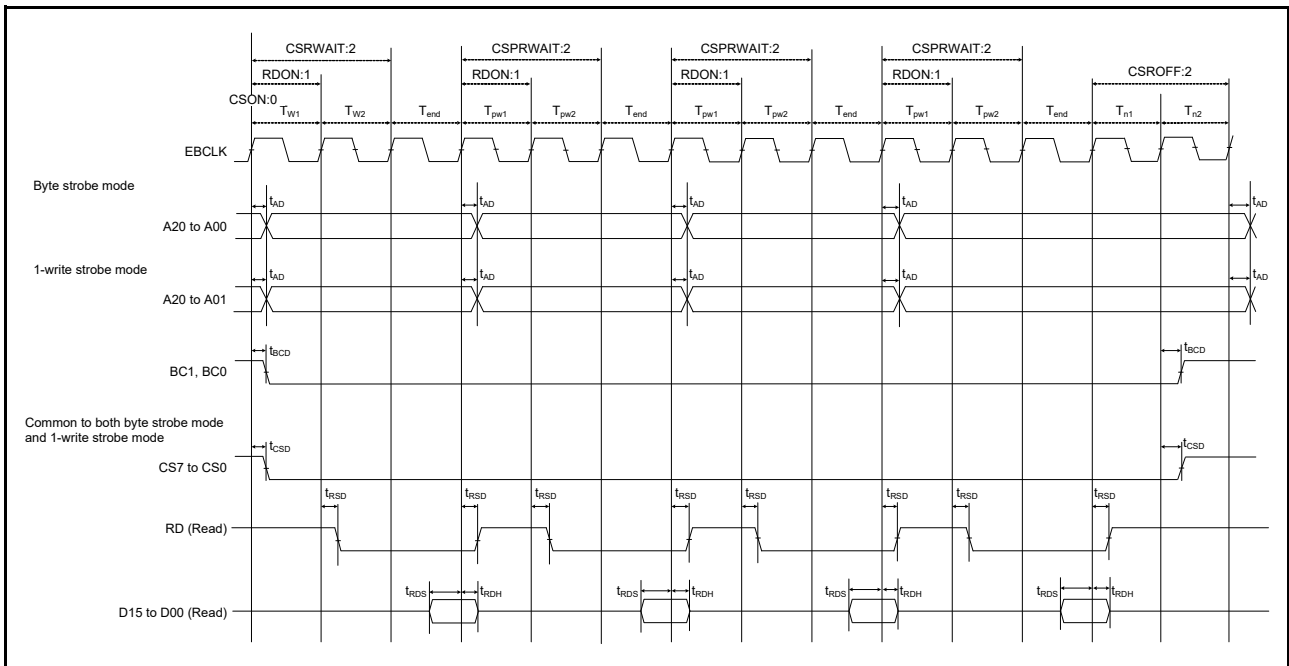 CSRWAIT:2 CSPRWAIT:2 CSPRWAIT:2 CSPRWAIT:2
RDON:1 RDON:1 RDON:1 RDON:1 CSROFF:2
CSON:0
TW1 TW2 Tend Tpw1 Tpw2 Tend Tpw1 Tpw2 Tend Tpw1 Tpw2 Tend Tn1 Tn2
EBCLK
Byte strobe mode
tAD tAD tAD tAD tAD
A20 to A00
1-write strobe mode
tAD tAD tAD tAD tAD
A20 to A01
tBCD tBCD
BC1, BC0
Common to both byte strobe mode
and 1-write strobe mode
tCSD tCSD
CS7 to CS0
tRSD tRSD tRSD tRSD tRSD tRSD tRSD tRSD
RD (Read)
tRDS tRDH tRDS tRDH tRDS tRDH tRDS tRDH
D15 to D00 (Read)